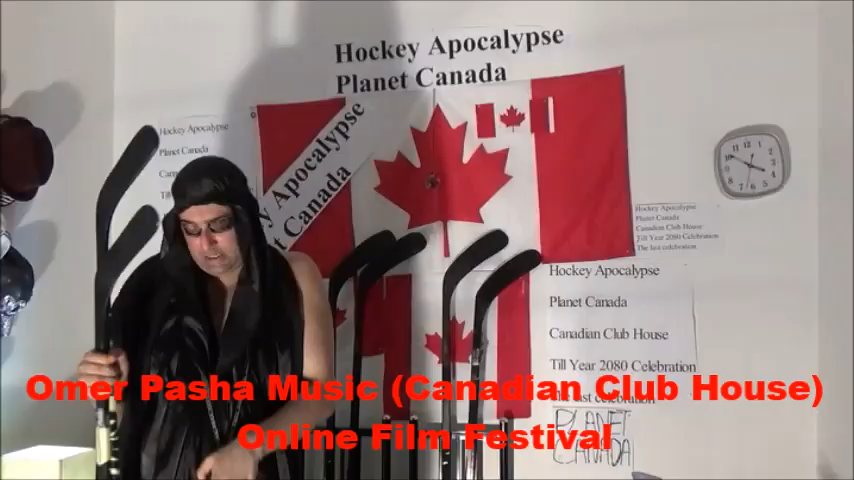 Hockey Apocalypse
Planet Canada
y Apocalypse
t Canada
Hockey Apocalypse
Planet Canada
Hockey Apocalypse
Planet Canada
Canadian Club House
Till Year 2080 Celebration
The last celebration
Hockey Apocalypse
Planet Canada
Canadian Club House
Till Year 2080 Celebration
last celebration
PLANET
CANADA
Omer Pasha Music (Canadian Club House)
Online Film Festival